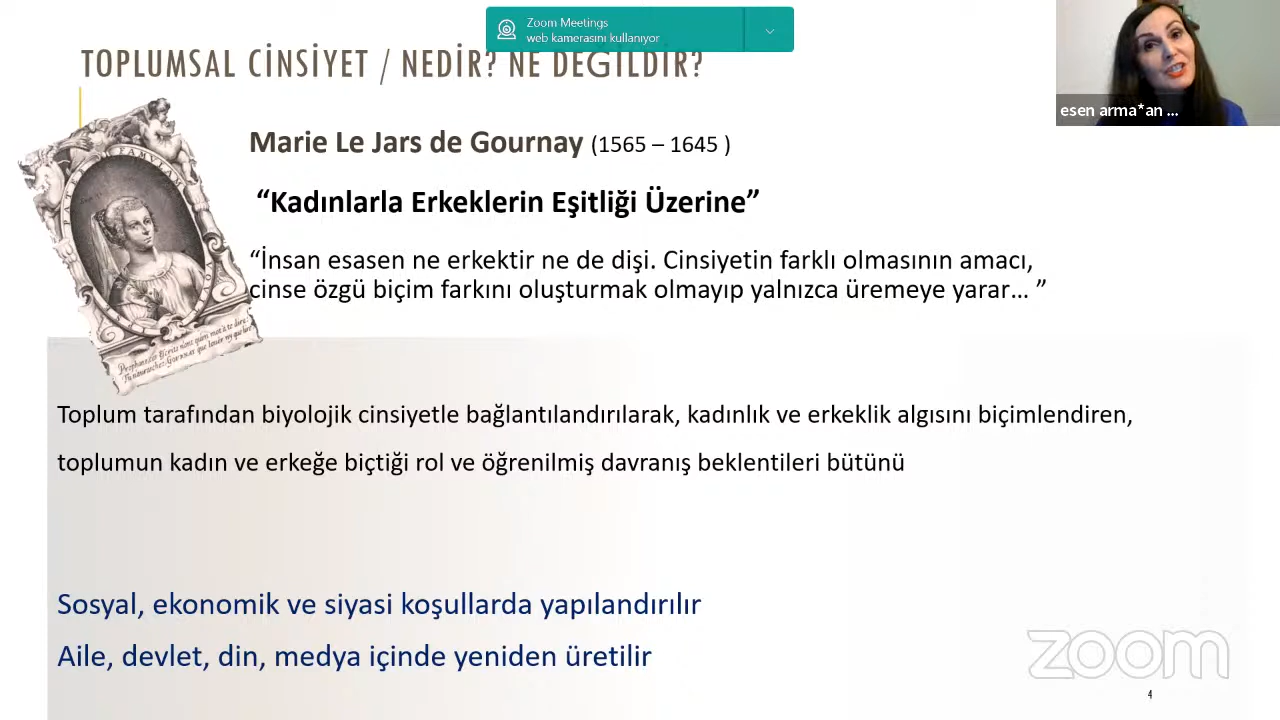 Zoom Meetings
web kamerasını kullanıyor
TOPLUMSAL CİNSİYET / NEDİR? NE DEĞİLDİR?
esen arma*an ...
Marie Le Jars de Gournay (1565 – 1645 )
“Kadınlarla Erkeklerin Eşitliği Üzerine”
“İnsan esasen ne erkektir ne de dişi. Cinsiyetin farklı olmasının amacı,
cinse özgü biçim farkını oluşturmak olmayıp yalnızca üremeye yarar... ”
Toplum tarafından biyolojik cinsiyetle bağlantılandırılarak, kadınlık ve erkeklik algısını biçimlendiren,
toplumun kadın ve erkeğe biçtiği rol ve öğrenilmiş davranış beklentileri bütünü
Sosyal, ekonomik ve siyasi koşullarda yapılandırılır
Aile, devlet, din, medya içinde yeniden üretilir
zoom
4